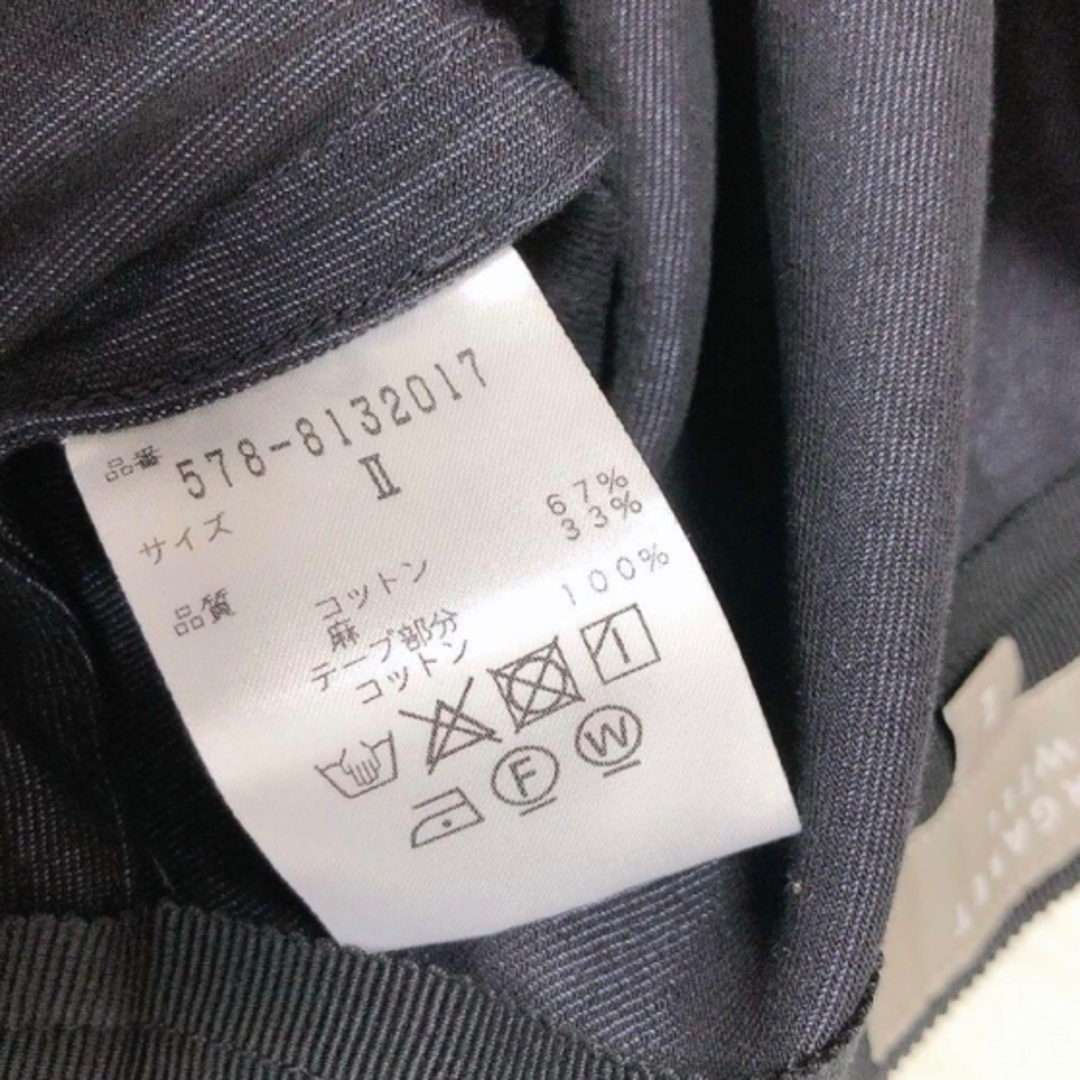 品番 578-8132017
サイズ Ⅱ
品質 コットン 67%
麻 33%
テープ部分
コットン 100%
F W